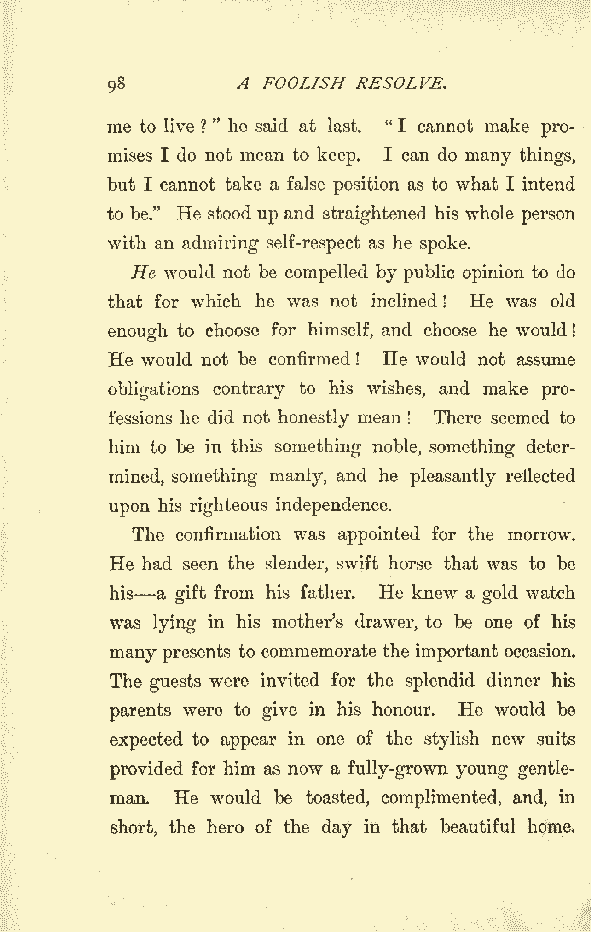 98 A FOOLISH RESOLVE.
me to live?" he said at last. "I cannot make pro-
mises I do not mean to keep. I can do many things,
but I cannot take a false position as to what I intend
to be." He stood up and straightened his whole person
with an admiring self-respect as he spoke.
He would not be compelled by public opinion to do
that for which he was not inclined! He was old
enough to choose for himself, and choose he would!
He would not be confirmed! He would not assume
obligations contrary to his wishes, and make pro-
fessions he did not honestly mean! There seemed to
him to be in this something noble, something deter-
mined, something manly, and he pleasantly reflected
upon his righteous independence.
The confirmation was appointed for the morrow.
He had seen the slender, swift horse that was to be
his—a gift from his father. He knew a gold watch
was lying in his mother's drawer, to be one of his
many presents to commemorate the important occasion.
The guests were invited for the splendid dinner his
parents were to give in his honour. He would be
expected to appear in one of the stylish new suits
provided for him as now a fully-grown young gentle-
man. He would be toasted, complimented, and, in
short, the hero of the day in that beautiful home.